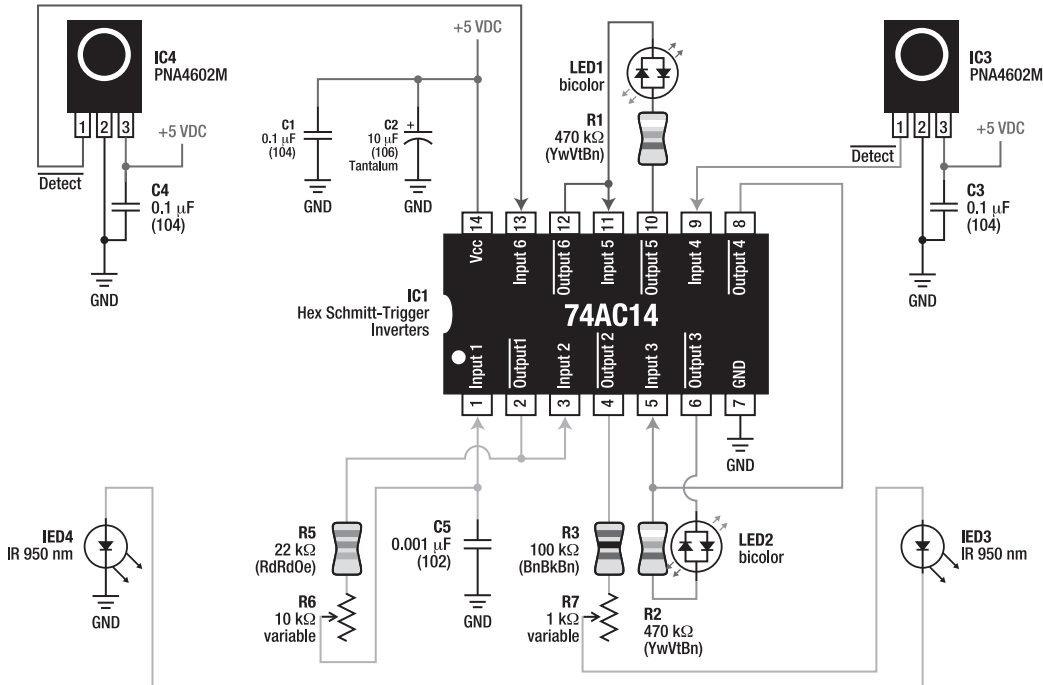 IC4
PNA4602M
1 2 3
+5 VDC
Detect
C4
0.1 µF
(104)
GND
+5 VDC
C1
0.1 µF
(104)
GND
C2
10 µF
(106)
Tantalum
+
GND
LED1
bicolor
R1
470 kΩ
(YwVtBn)
IC3
PNA4602M
1 2 3
+5 VDC
Detect
C3
0.1 µF
(104)
GND
14 13 12 11 10 9 8
Vcc
Input 6
Output 6
Input 5
Output 5
Input 4
Output 4
IC1
Hex Schmitt-Trigger
Inverters
74AC14
Input 1
Output1
Input 2
Output 2
Input 3
Output 3
GND
1 2 3 4 5 6 7
GND
IED4
IR 950 nm
GND
R5
22 kΩ
(RdRdOe)
R6
10 kΩ
variable
C5
0.001 µF
(102)
GND
R3
100 kΩ
(BnBkBn)
R7
1 kΩ
variable
R2
470 kΩ
(YwVtBn)
LED2
bicolor
IED3
IR 950 nm